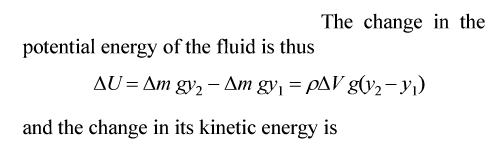 The change in the
potential energy of the fluid is thus
ΔU = Δm gy₂ − Δm gy₁ = ρΔV g(y₂ − y₁)
and the change in its kinetic energy is